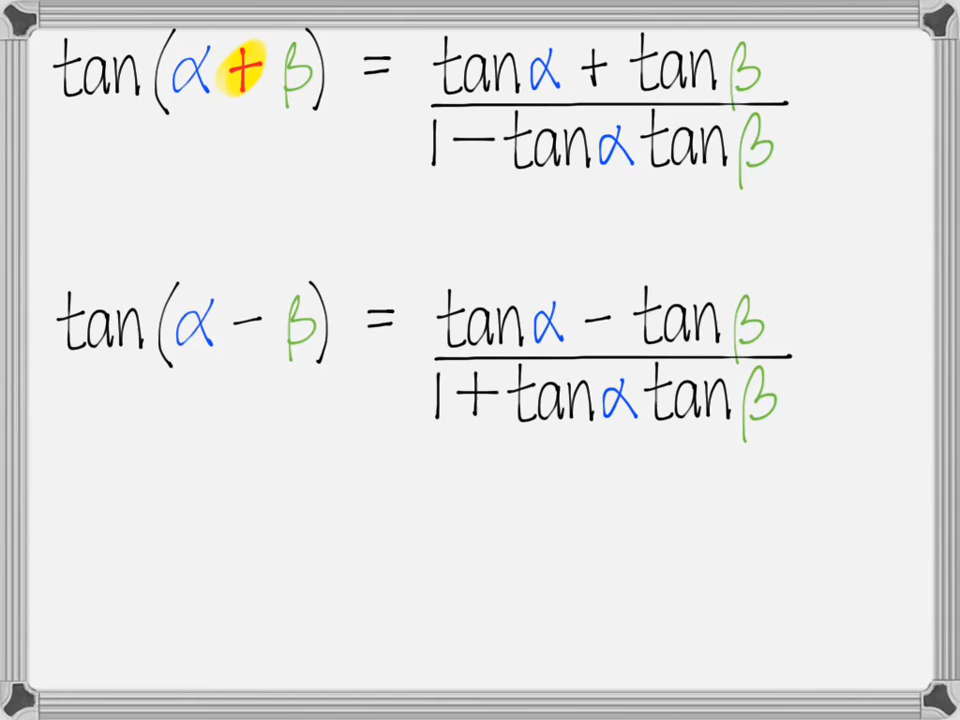 tan(α + β) = (tanα + tanβ)/(1 − tanα tanβ)
tan(α − β) = (tanα − tanβ)/(1 + tanα tanβ)